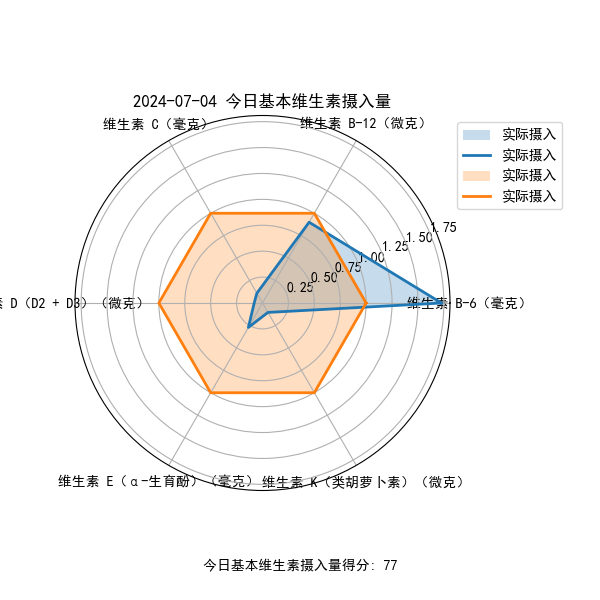 2024-07-04 今日基本维生素摄入量
维生素 C（毫克）
维生素 B-12（微克）
实际摄入
实际摄入
实际摄入
实际摄入
1.75
1.50
1.25
1.00
0.75
0.50
0.25
D（D2 + D3）（微克）
维生素 B-6（毫克）
维生素 E（α-生育酚）（毫克）
维生素 K（类胡萝卜素）（微克）
今日基本维生素摄入量得分: 77